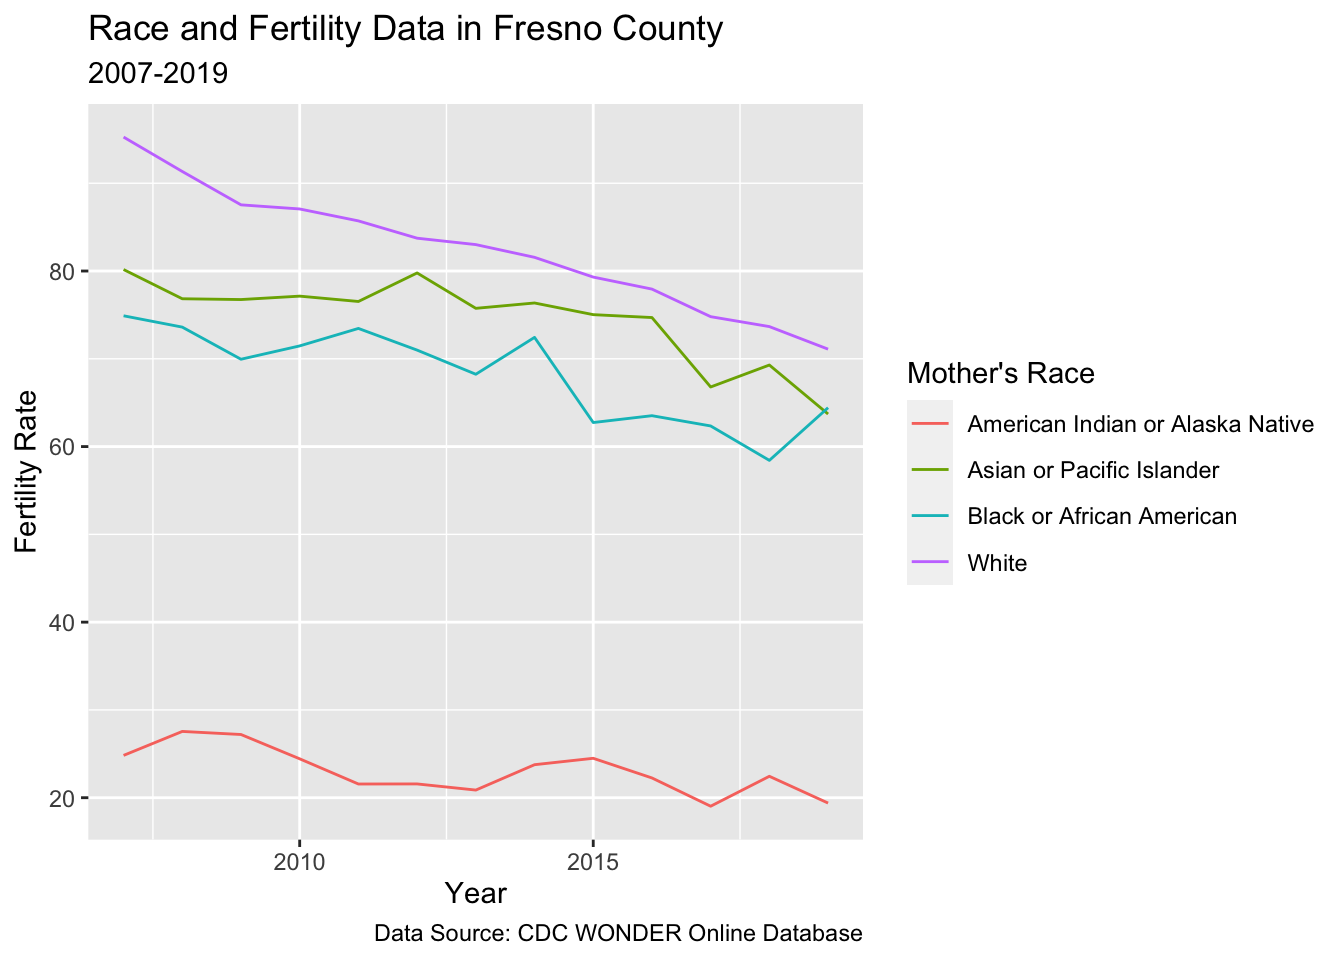 Race and Fertility Data in Fresno County
2007-2019
80
60
40
20
Fertility Rate
2010
2015
Year
Data Source: CDC WONDER Online Database
Mother's Race
American Indian or Alaska Native
Asian or Pacific Islander
Black or African American
White